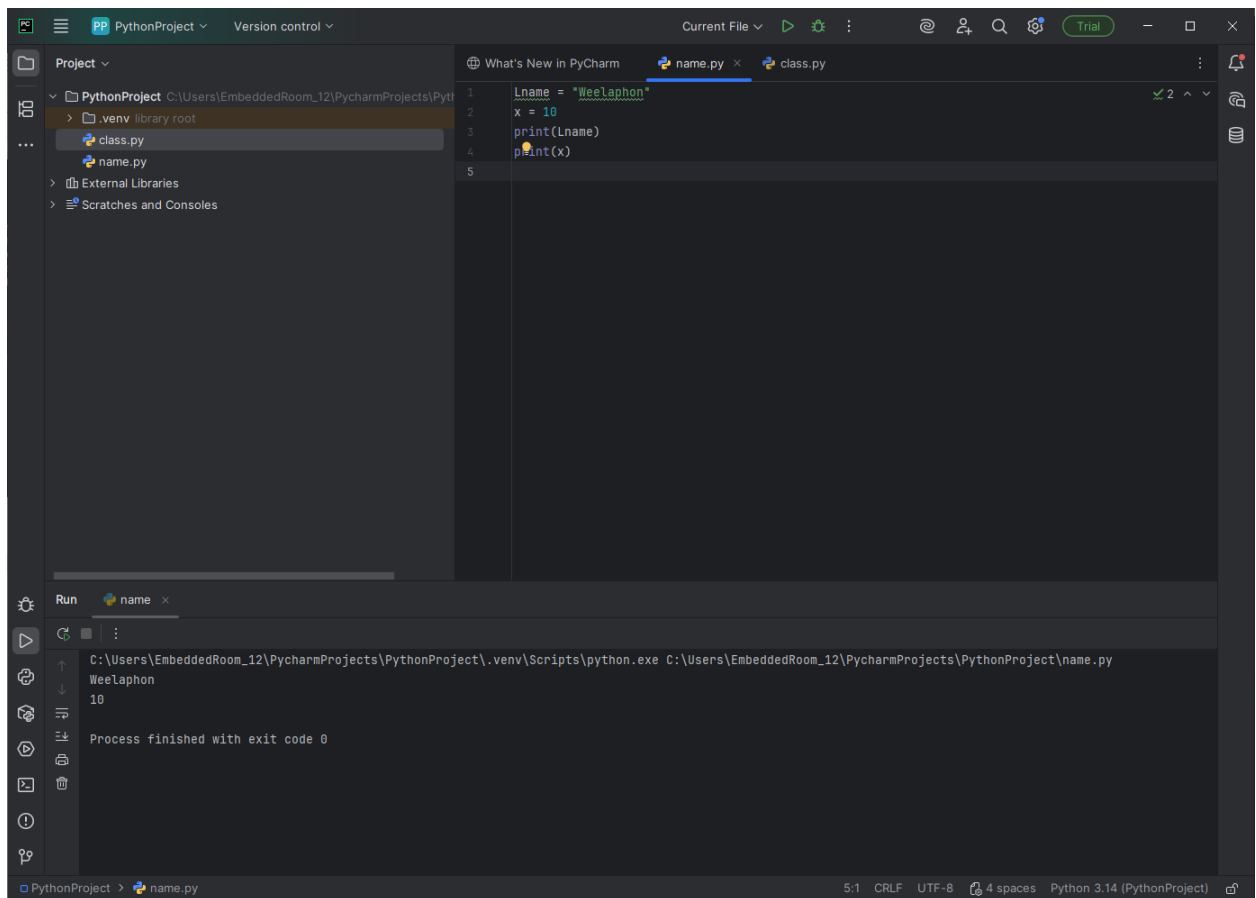 PC PP PythonProject Version control Current File Trial
Project
What's New in PyCharm name.py class.py
PythonProject C:\Users\EmbeddedRoom_12\PycharmProjects\Pyth
.venv library root
class.py
name.py
External Libraries
Scratches and Consoles
1 Lname = "Weelaphon" 2
2 x = 10
3 print(Lname)
4 print(x)
5
Run name
C:\Users\EmbeddedRoom_12\PycharmProjects\PythonProject\.venv\Scripts\python.exe C:\Users\EmbeddedRoom_12\PycharmProjects\PythonProject\name.py
Weelaphon
10
Process finished with exit code 0
PythonProject > name.py 5:1 CRLF UTF-8 4 spaces Python 3.14 (PythonProject)